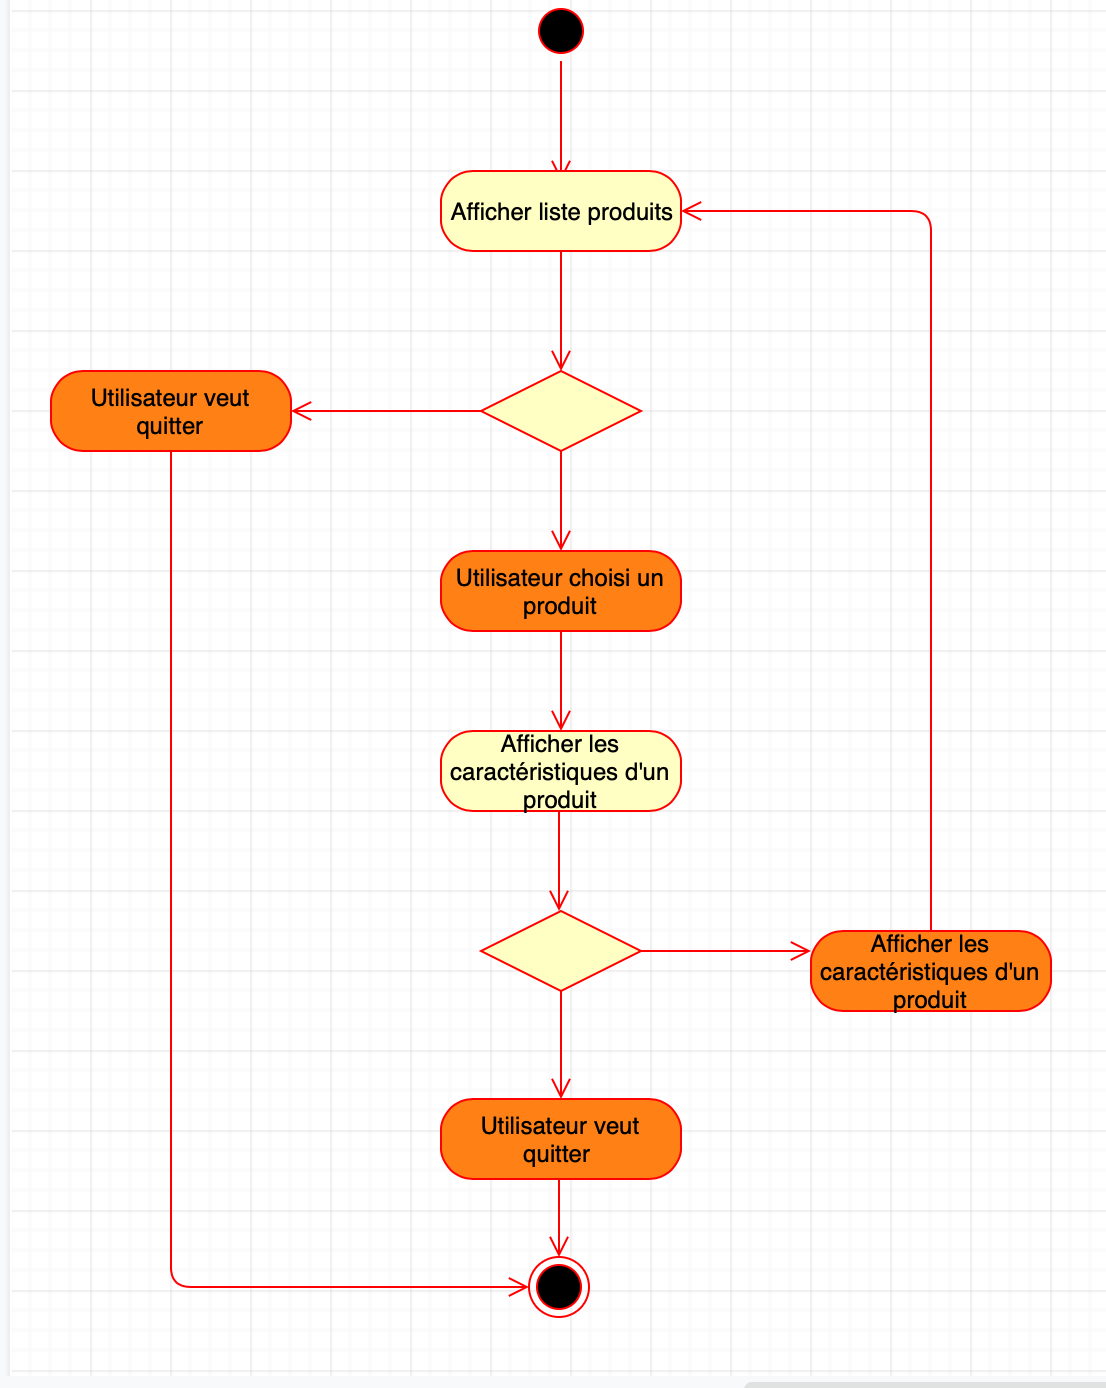 Afficher liste produits
Utilisateur veut
quitter
Utilisateur choisi un
produit
Afficher les
caractéristiques d'un
produit
Afficher les
caractéristiques d'un
produit
Utilisateur veut
quitter